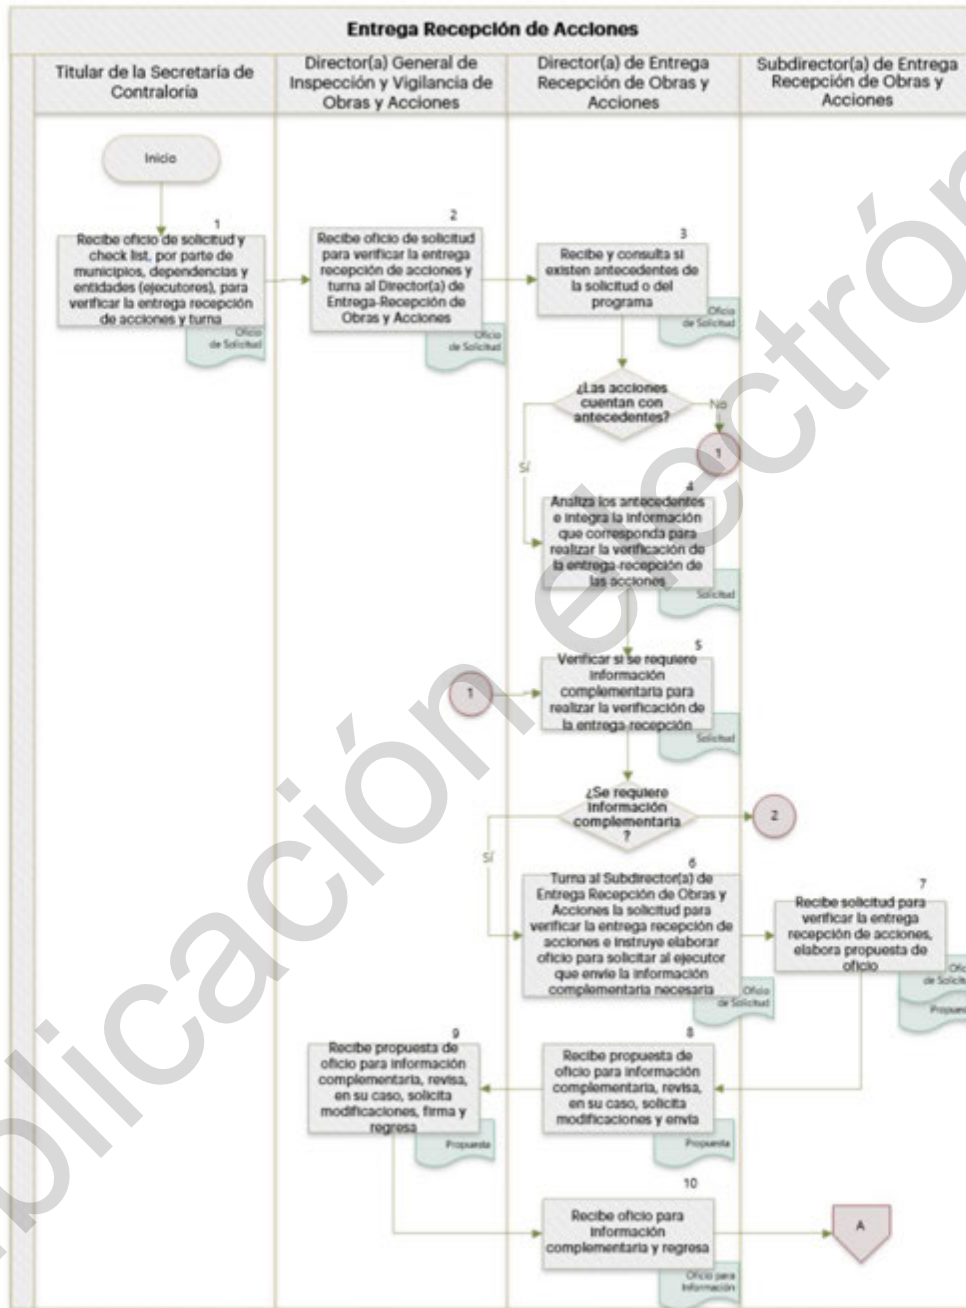 Entrega Recepción de Acciones
Titular de la Secretaría de
Contraloría
Director(a) General de
Inspección y Vigilancia de
Obras y Acciones
Director(a) de Entrega
Recepción de Obras y
Acciones
Subdirector(a) de Entrega
Recepción de Obras y
Acciones
Inicio
1
Recibe oficio de solicitud y
check list, por parte de
municipios, dependencias y
entidades (ejecutores), para
verificar la entrega recepción
de acciones y turna
Oficio
de Solicitud
2
Recibe oficio de solicitud
para verificar la entrega
recepción de acciones y
turna al Director(a) de
Entrega-Recepción de
Obras y Acciones
Oficio
de Solicitud
3
Recibe y consulta si
existen antecedentes de
la solicitud o del
programa
Oficio
de Solicitud
¿Las acciones
cuentan con
antecedentes?
No
1
Sí
4
Analiza los antecedentes
e integra la información
que corresponda para
realizar la verificación de
la entrega-recepción de
las acciones
Solicitud
1
5
Verificar si se requiere
información
complementaria para
realizar la verificación de
la entrega-recepción
Solicitud
¿Se requiere
información
complementaria
?
2
Sí
6
Turna al Subdirector(a) de
Entrega Recepción de Obras y
Acciones la solicitud para
verificar la entrega recepción de
acciones e instruye elaborar
oficio para solicitar al ejecutor
que envíe la información
complementaria necesaria
Oficio
de Solicitud
7
Recibe solicitud para
verificar la entrega
recepción de acciones,
elabora propuesta de
oficio
Ofic
de Solicitud
Propuest
9
Recibe propuesta de
oficio para información
complementaria, revisa,
en su caso, solicita
modificaciones, firma y
regresa
Propuesta
8
Recibe propuesta de
oficio para información
complementaria, revisa,
en su caso, solicita
modificaciones y envía
Propuesta
10
Recibe oficio para
información
complementaria y regresa
Oficio para
Información
A
plicación electrón